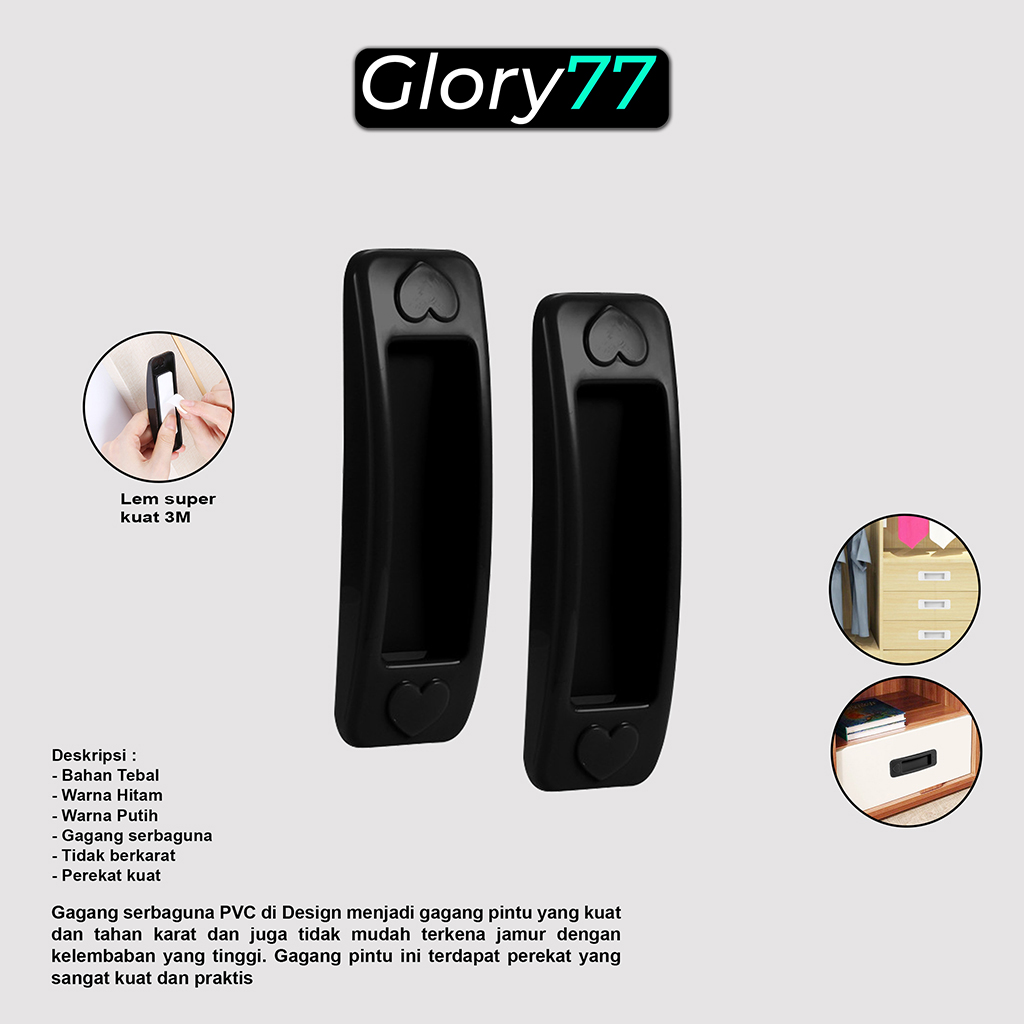 Glory77
Lem super
kuat 3M
Deskripsi :
- Bahan Tebal
- Warna Hitam
- Warna Putih
- Gagang serbaguna
- Tidak berkarat
- Perekat kuat
Gagang serbaguna PVC di Design menjadi gagang pintu yang kuat
dan tahan karat dan juga tidak mudah terkena jamur dengan
kelembaban yang tinggi. Gagang pintu ini terdapat perekat yang
sangat kuat dan praktis